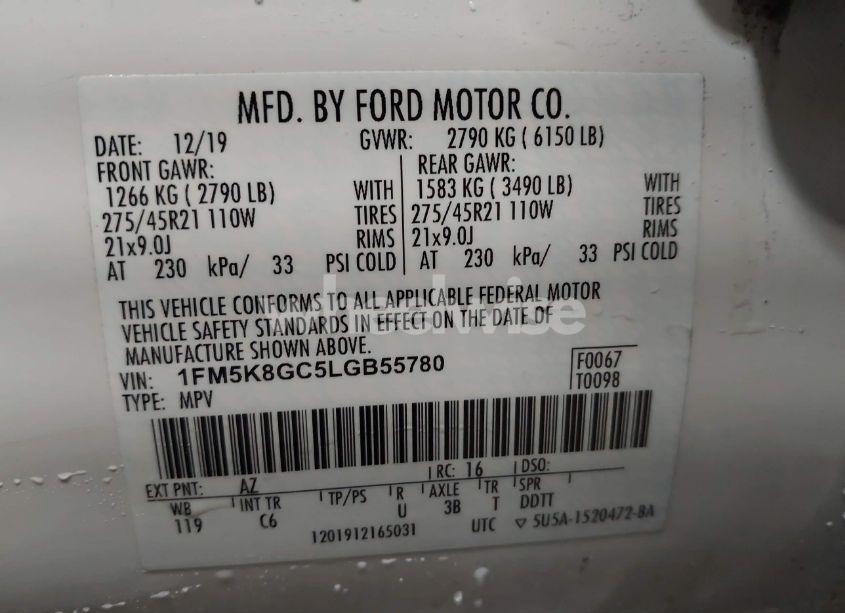 MFD. BY FORD MOTOR CO.
DATE: 12/19 GVWR: 2790 KG ( 6150 LB)
FRONT GAWR: REAR GAWR:
1266 KG ( 2790 LB) WITH 1583 KG ( 3490 LB) WITH
275/45R21 110W TIRES 275/45R21 110W TIRES
21x9.0J RIMS 21x9.0J RIMS
AT 230 kPa/ 33 PSI COLD AT 230 kPa/ 33 PSI COLD
THIS VEHICLE CONFORMS TO ALL APPLICABLE FEDERAL MOTOR
VEHICLE SAFETY STANDARDS IN EFFECT ON THE DATE OF
MANUFACTURE SHOWN ABOVE.
VIN: 1FM5K8GC5LGB55780 F0067
TYPE: MPV T0098
EXT PNT: AZ RC: 16 DSO:
WB INT TR TP/PS R AXLE TR SPR
119 C6 U 3B T DDTT
1201912165031 UTC ▽ 5U5A-1520472-BA